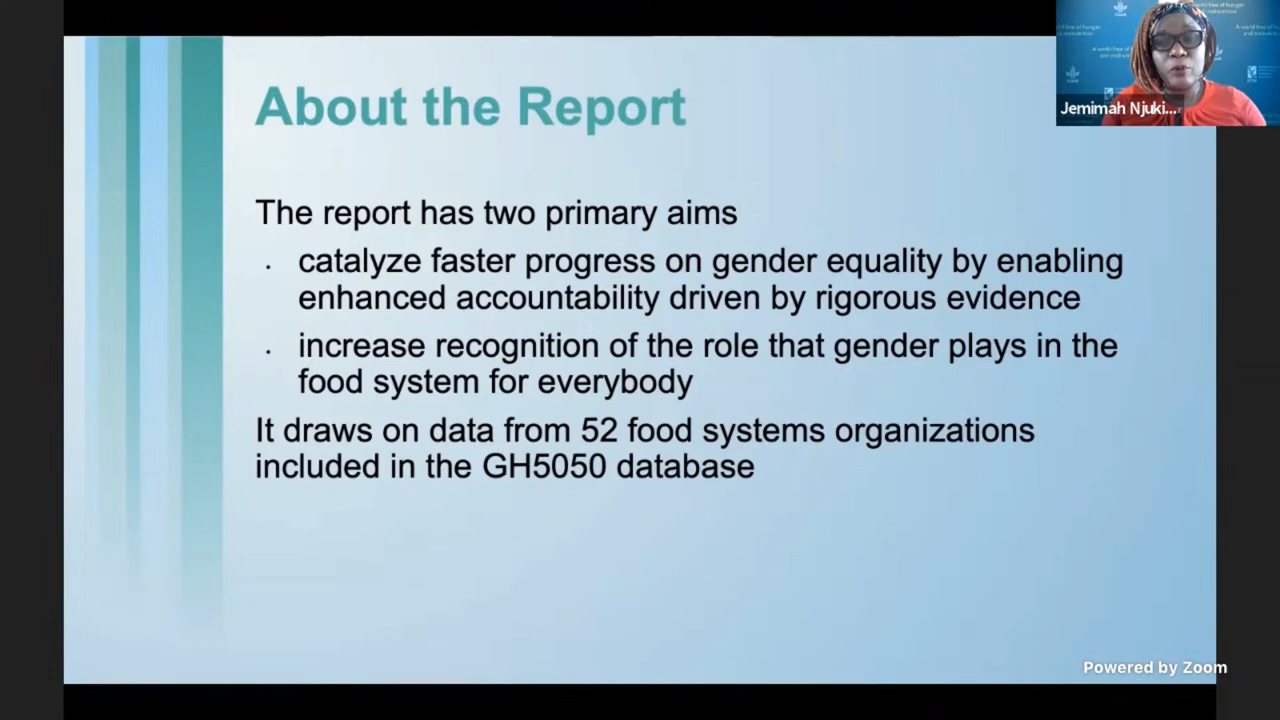 About the Report
The report has two primary aims
· catalyze faster progress on gender equality by enabling
enhanced accountability driven by rigorous evidence
· increase recognition of the role that gender plays in the
food system for everybody
It draws on data from 52 food systems organizations
included in the GH5050 database
Jemimah Njuki...
Powered by Zoom